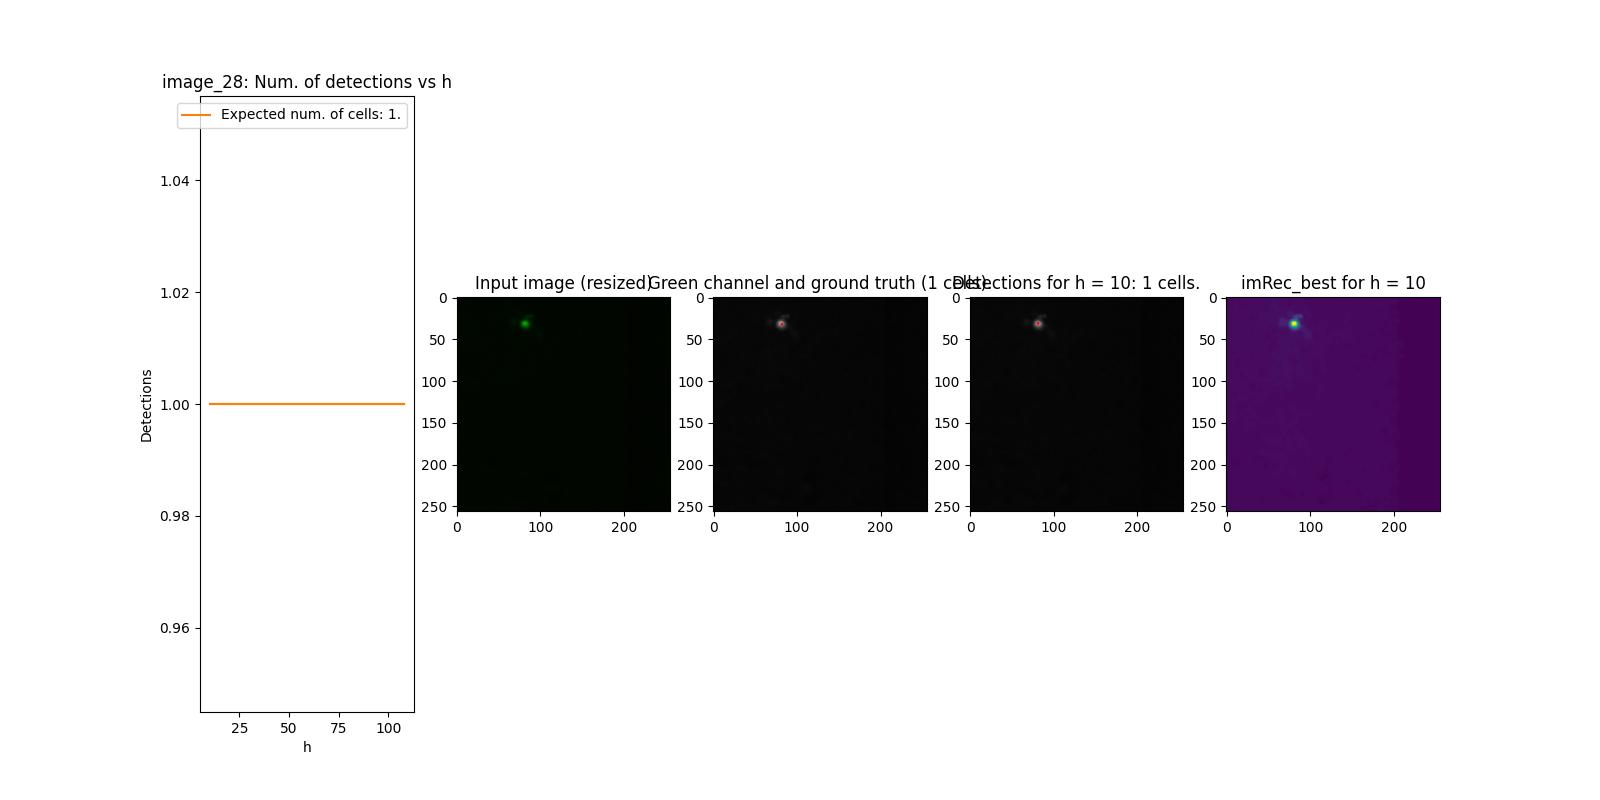 image_28: Num. of detections vs h
Expected num. of cells: 1.
1.04
1.02
1.00
0.98
0.96
Detections
25 50 75 100
h
Input image (resized)
0
50
100
150
200
250
0 100 200
Green channel and ground truth (1 cells)
0
50
100
150
200
250
0 100 200
Detections for h = 10: 1 cells.
0
50
100
150
200
250
0 100 200
imRec_best for h = 10
0
50
100
150
200
250
0 100 200